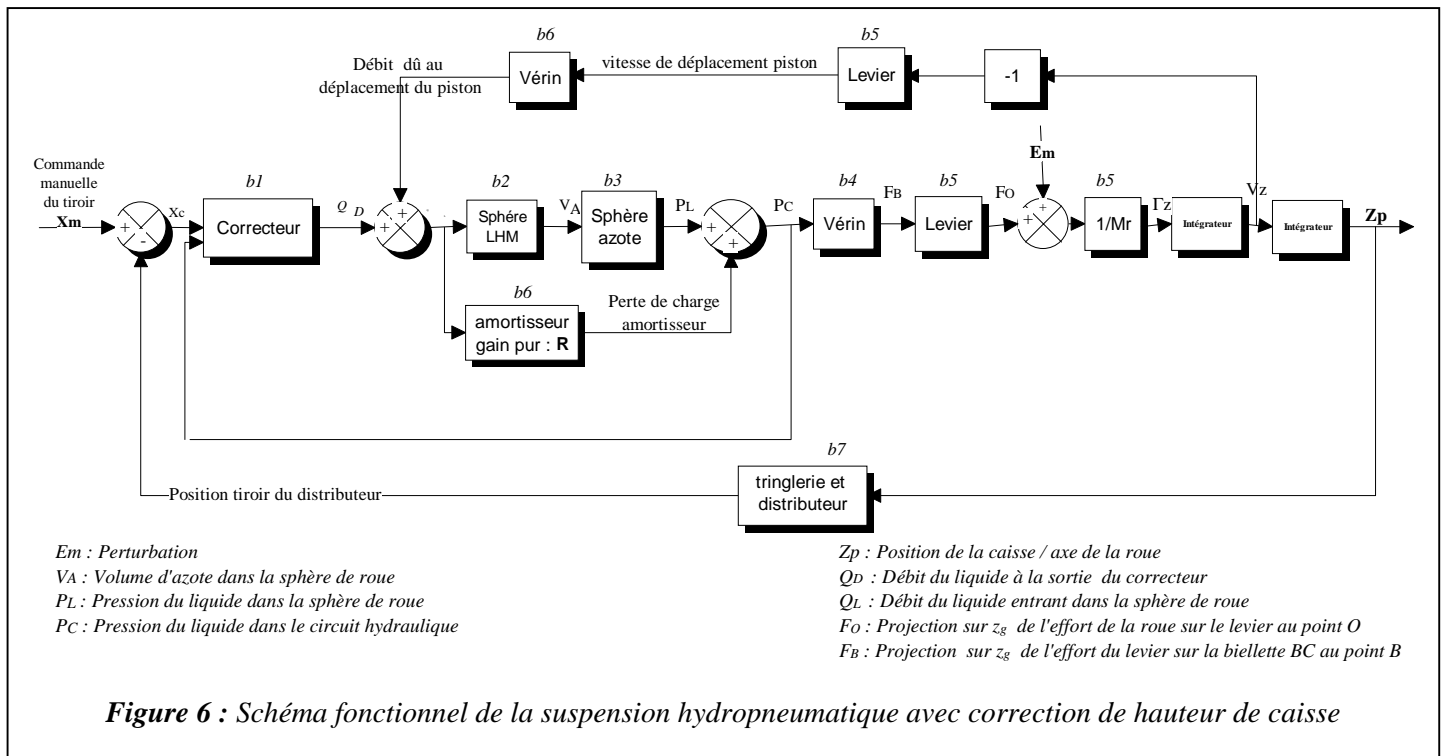 b6
b5
Débit dû au
déplacement du piston
Vérin
vitesse de déplacement piston
Levier
-1
Commande
manuelle
du tiroir
Xm
+
-
Xc
b1
Correcteur
QD
+
+
b2
Sphére
LHM
VA
b3
Sphère
azote
PL
+
+
PC
b4
Vérin
FB
b5
Levier
FO
Em
+
+
b5
1/Mr
Γz
Intégrateur
Vz
Intégrateur
Zp
b6
amortisseur
gain pur : R
Perte de charge
amortisseur
b7
tringlerie et
distributeur
Position tiroir du distributeur
Em : Perturbation
VA : Volume d'azote dans la sphère de roue
PL : Pression du liquide dans la sphère de roue
PC : Pression du liquide dans le circuit hydraulique
Zp : Position de la caisse / axe de la roue
QD : Débit du liquide à la sortie du correcteur
QL : Débit du liquide entrant dans la sphère de roue
FO : Projection sur zg de l'effort de la roue sur le levier au point O
FB : Projection sur zg de l'effort du levier sur la biellette BC au point B
Figure 6 : Schéma fonctionnel de la suspension hydropneumatique avec correction de hauteur de caisse